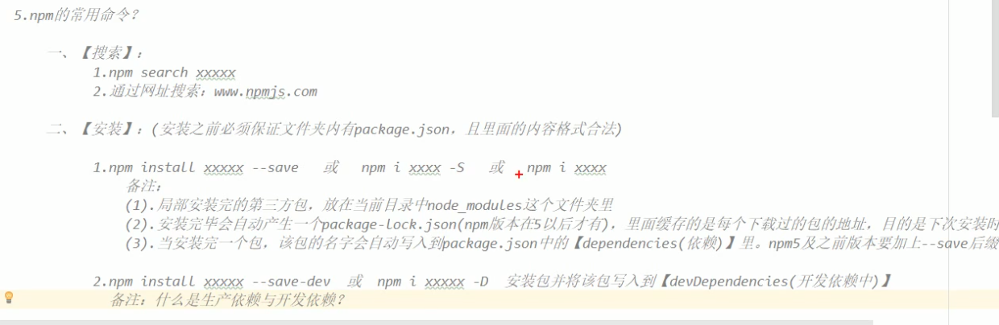 5.npm的常用命令？
一、【搜索】：
1.npm search xxxxx
2.通过网址搜索：www.npmjs.com
二、【安装】：(安装之前必须保证文件夹内有package.json，且里面的内容格式合法)
1.npm install xxxxx --save 或 npm i xxxx -S 或 npm i xxxx
备注：
(1).局部安装完的第三方包，放在当前目录中node_modules这个文件夹里
(2).安装完毕会自动产生一个package-lock.json(npm版本在5以后才有)，里面缓存的是每个下载过的包的地址，目的是下次安装时
(3).当安装完一个包，该包的名字会自动写入到package.json中的【dependencies(依赖)】里。npm5及之前版本要加上--save后缀
2.npm install xxxxx --save-dev 或 npm i xxxxx -D 安装包并将该包写入到【devDependencies(开发依赖中)】
备注：什么是生产依赖与开发依赖？